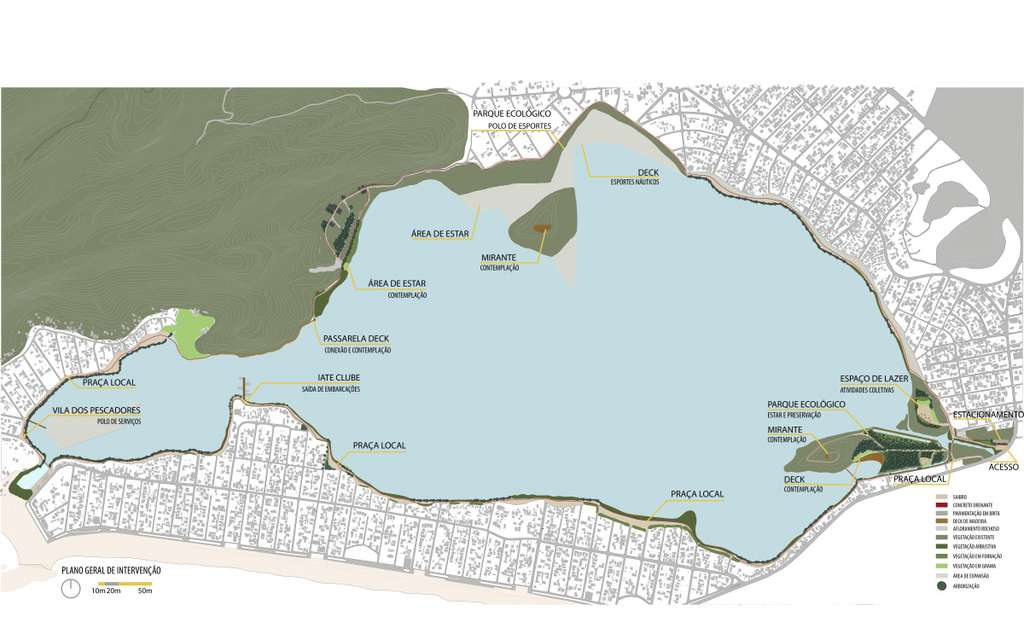 PARQUE ECOLÓGICO
POLO DE ESPORTES
DECK
ESPORTES NÁUTICOS
ÁREA DE ESTAR
MIRANTE
CONTEMPLAÇÃO
ÁREA DE ESTAR
CONTEMPLAÇÃO
PASSARELA DECK
CONEXÃO E CONTEMPLAÇÃO
IATE CLUBE
SAÍDA DE EMBARCAÇÕES
PRAÇA LOCAL
VILA DOS PESCADORES
POLO DE SERVIÇOS
PRAÇA LOCAL
PRAÇA LOCAL
ESPAÇO DE LAZER
ATIVIDADES COLETIVAS
PARQUE ECOLÓGICO
ESTAR E PRESERVAÇÃO
ESTACIONAMENTO
MIRANTE
CONTEMPLAÇÃO
ACESSO
DECK
CONTEMPLAÇÃO
PRAÇA LOCAL
SAIBRO
CONCRETO DRENANTE
PAVIMENTAÇÃO EM BRITA
DECK DE MADEIRA
AFLORAMENTO ROCHOSO
VEGETAÇÃO EXISTENTE
VEGETAÇÃO ARBUSTIVA
VEGETAÇÃO EM FORMAÇÃO
VEGETAÇÃO EM GRAMA
ÁREA DE EXPANSÃO
ARBORIZAÇÃO
PLANO GERAL DE INTERVENÇÃO
10m 20m 50m